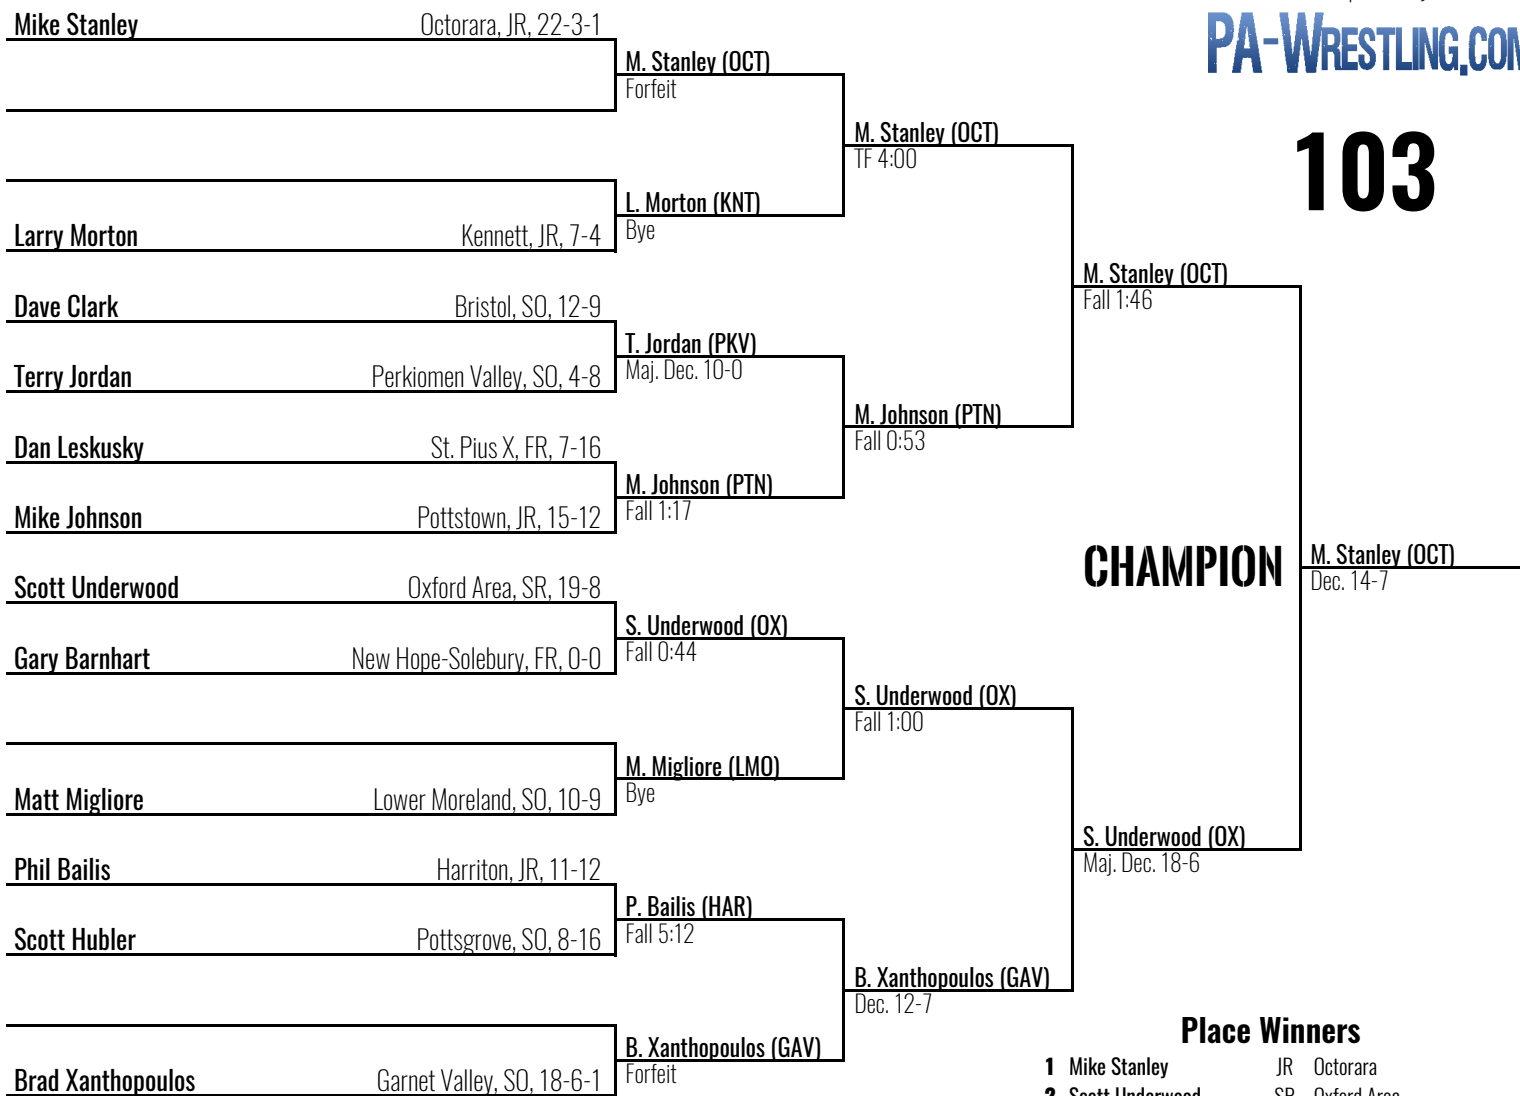 Mike Stanley Octorara, JR, 22-3-1
M. Stanley (OCT)
Forfeit
PA-WRESTLING.COM
M. Stanley (OCT)
TF 4:00
103
L. Morton (KNT)
Bye
Larry Morton Kennett, JR, 7-4
M. Stanley (OCT)
Fall 1:46
Dave Clark Bristol, SO, 12-9
T. Jordan (PKV)
Maj. Dec. 10-0
Terry Jordan Perkiomen Valley, SO, 4-8
M. Johnson (PTN)
Fall 0:53
Dan Leskusky St. Pius X, FR, 7-16
M. Johnson (PTN)
Fall 1:17
Mike Johnson Pottstown, JR, 15-12
CHAMPION
M. Stanley (OCT)
Dec. 14-7
Scott Underwood Oxford Area, SR, 19-8
S. Underwood (OX)
Fall 0:44
Gary Barnhart New Hope-Solebury, FR, 0-0
S. Underwood (OX)
Fall 1:00
M. Migliore (LMO)
Bye
Matt Migliore Lower Moreland, SO, 10-9
S. Underwood (OX)
Maj. Dec. 18-6
Phil Bailis Harriton, JR, 11-12
P. Bailis (HAR)
Fall 5:12
Scott Hubler Pottsgrove, SO, 8-16
B. Xanthopoulos (GAV)
Dec. 12-7
B. Xanthopoulos (GAV)
Forfeit
Brad Xanthopoulos Garnet Valley, SO, 18-6-1
Place Winners
1 Mike Stanley JR Octorara
2 Scott Underwood SR Oxford Area